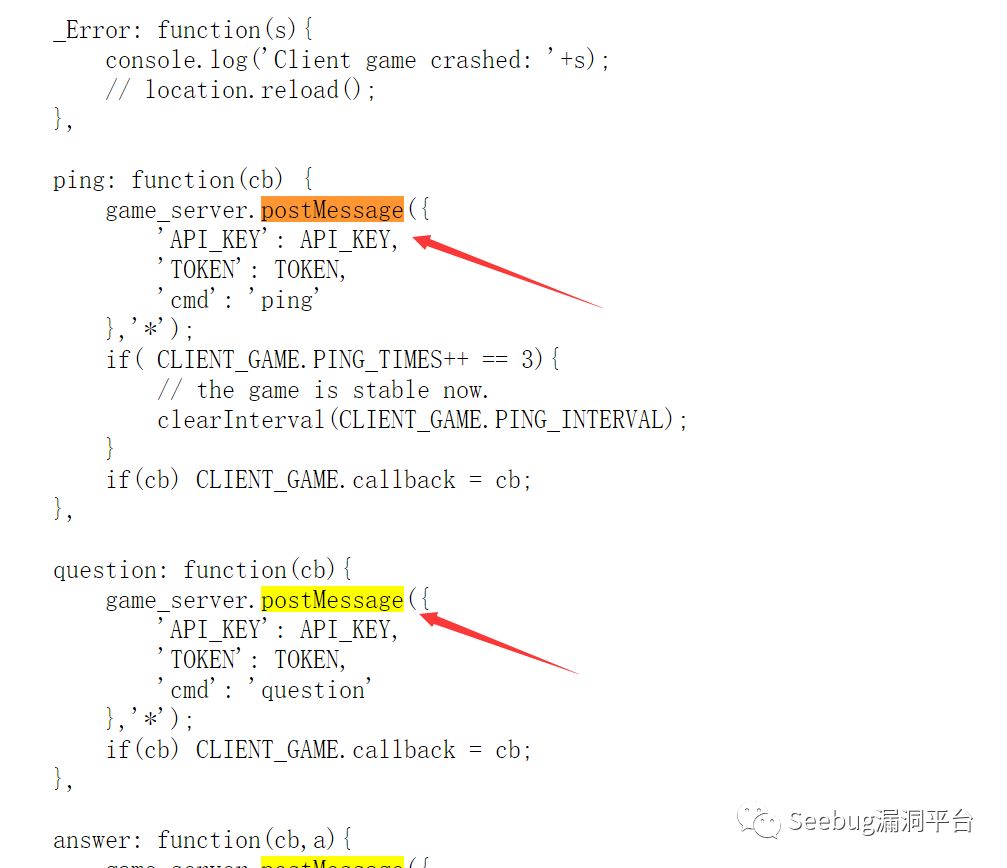 _Error: function(s){
console.log('Client game crashed: '+s);
// location.reload();
},
ping: function(cb) {
game_server.postMessage({
'API_KEY': API_KEY,
'TOKEN': TOKEN,
'cmd': 'ping'
},'*');
if( CLIENT_GAME.PING_TIMES++ == 3){
// the game is stable now.
clearInterval(CLIENT_GAME.PING_INTERVAL);
}
if(cb) CLIENT_GAME.callback = cb;
},
question: function(cb){
game_server.postMessage({
'API_KEY': API_KEY,
'TOKEN': TOKEN,
'cmd': 'question'
},'*');
if(cb) CLIENT_GAME.callback = cb;
},
answer: function(cb,a){
game_server.postMessage({
Seebug漏洞平台